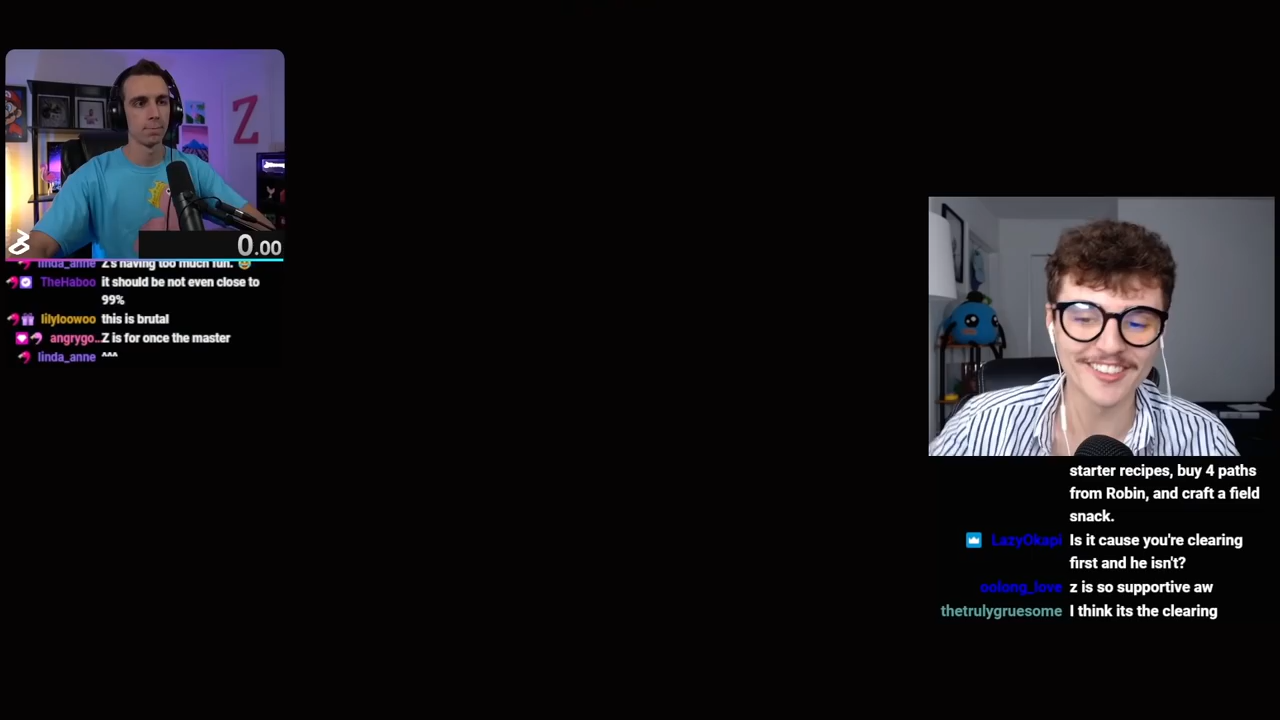 Z
0.00
linda_anne Z's having too much fun.
TheHaboo it should be not even close to
99%
lilyloowoo this is brutal
angrygo.. Z is for once the master
linda_anne ^^^
starter recipes, buy 4 paths
from Robin, and craft a field
snack.
LazyOkapi Is it cause you're clearing
first and he isn't?
oolong_love z is so supportive aw
thetrulygruesome I think its the clearing